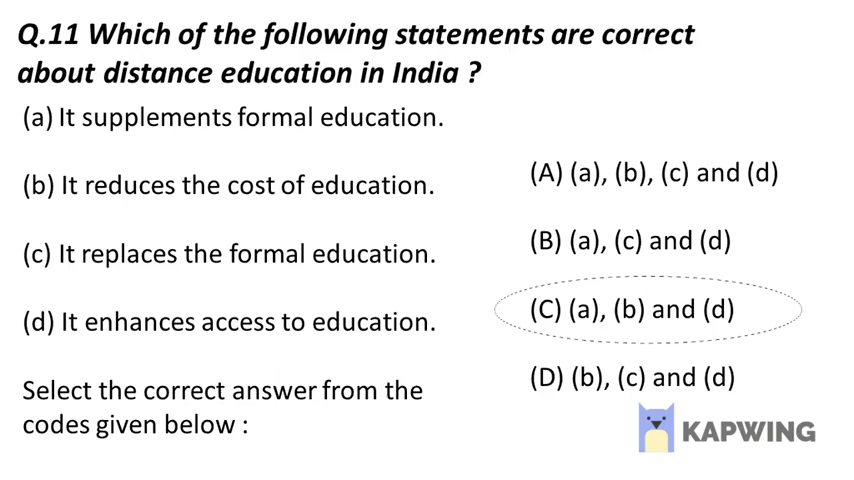 Q.11 Which of the following statements are correct
about distance education in India ?
(a) It supplements formal education.
(b) It reduces the cost of education.
(c) It replaces the formal education.
(d) It enhances access to education.
Select the correct answer from the
codes given below :
(A) (a), (b), (c) and (d)
(B) (a), (c) and (d)
(C) (a), (b) and (d)
(D) (b), (c) and (d)
KAPWING